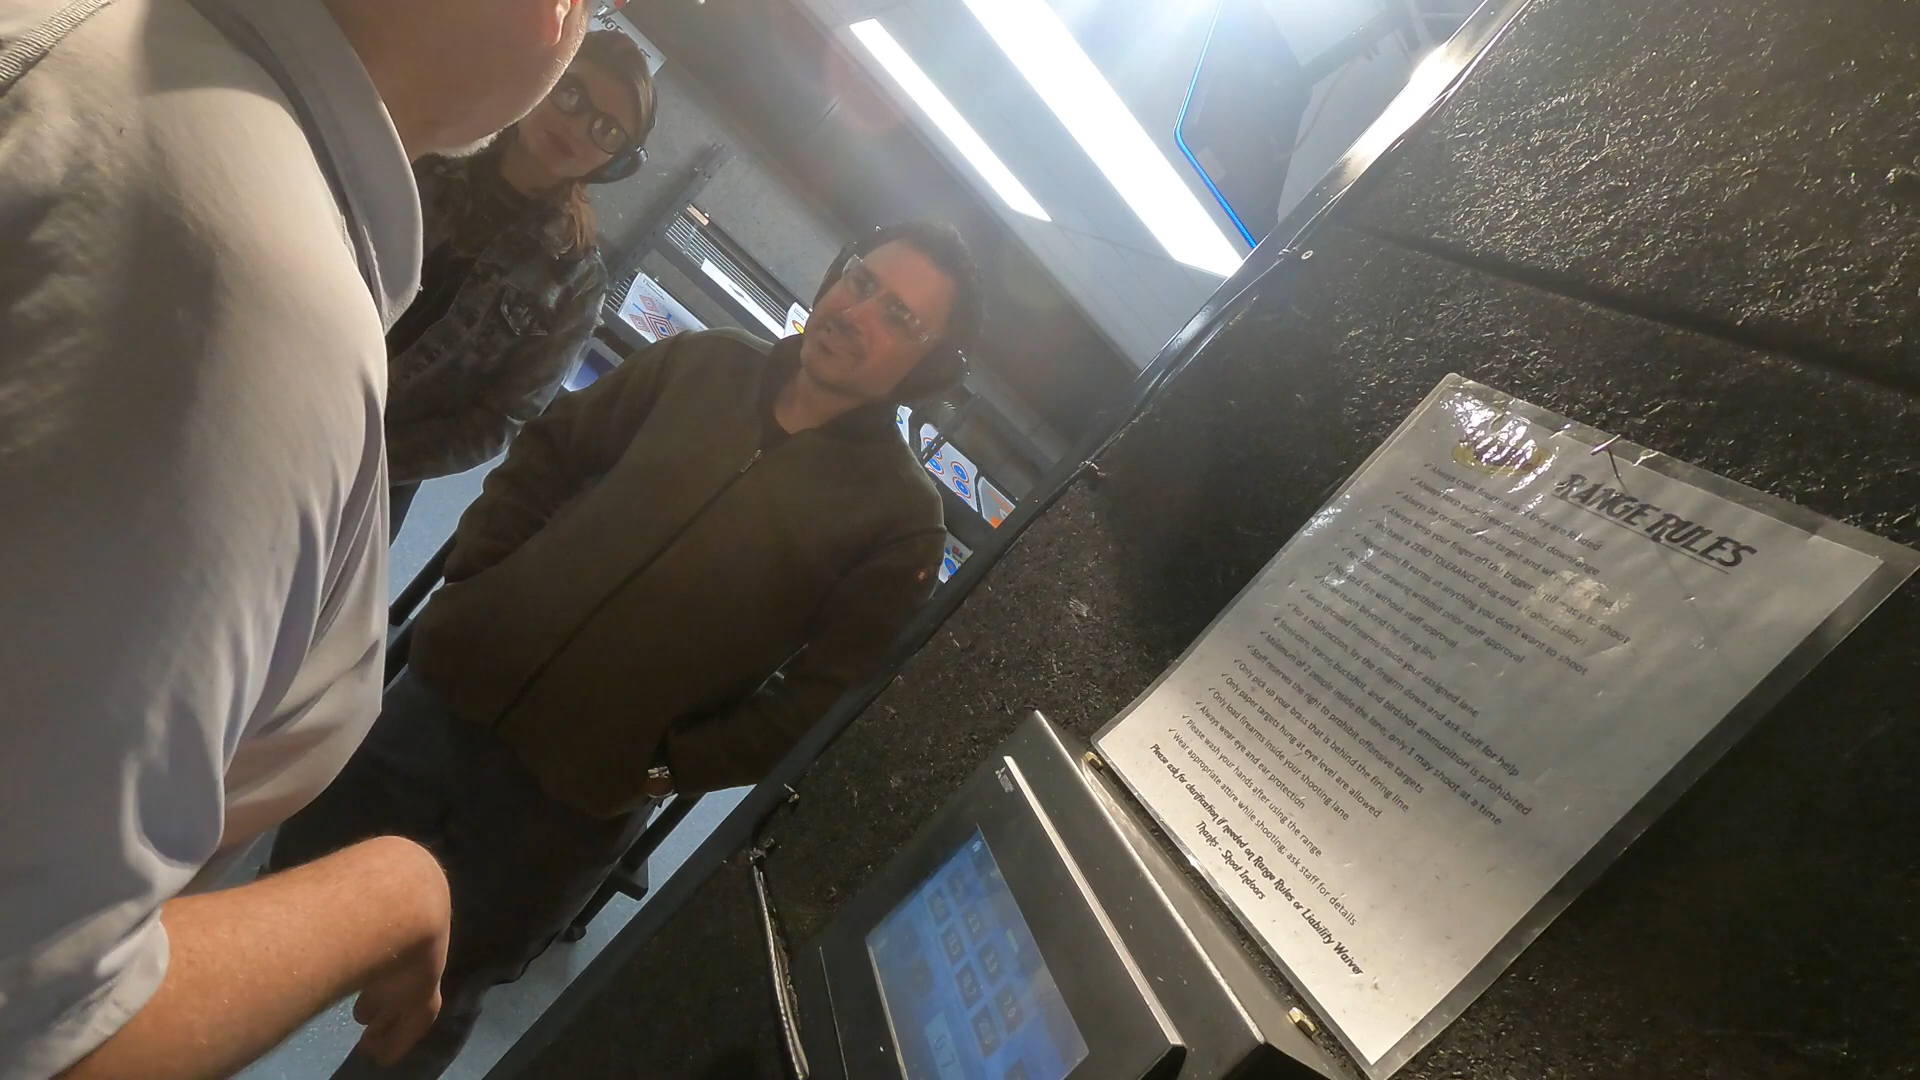 RANGE RULES
✓ Always treat firearms as if they are loaded
✓ Always keep your firearm pointed downrange
✓ Always be certain of your target and what's
✓ Always keep your finger off the trigger until ready to shoot
✓ We have a ZERO TOLERANCE drug and alcohol policy!
✓ Never point firearms at anything you don't want to shoot
✓ No holster drawing without prior staff approval
✓ No rapid fire without staff approval
✓ Never reach beyond the firing line
✓ Keep uncased firearms inside your assigned lane
✓ For a malfunction, lay the firearm down and ask staff for help
✓ Steel-core, tracer, buckshot, and birdshot ammunition is prohibited
✓ Maximum of 2 people inside the lane, only 1 may shoot at a time
✓ Staff reserves the right to prohibit offensive targets
✓ Only pick up your brass that is behind the firing line
✓ Only paper targets hung at eye level are allowed
✓ Only load firearms inside your shooting lane
✓ Always wear eye and ear protection
✓ Please wash your hands after using the range
✓ Wear appropriate attire while shooting, ask staff for details
Please ask for clarification if needed on Range Rules or Liability Waiver
Thanks - Shoot Indoors